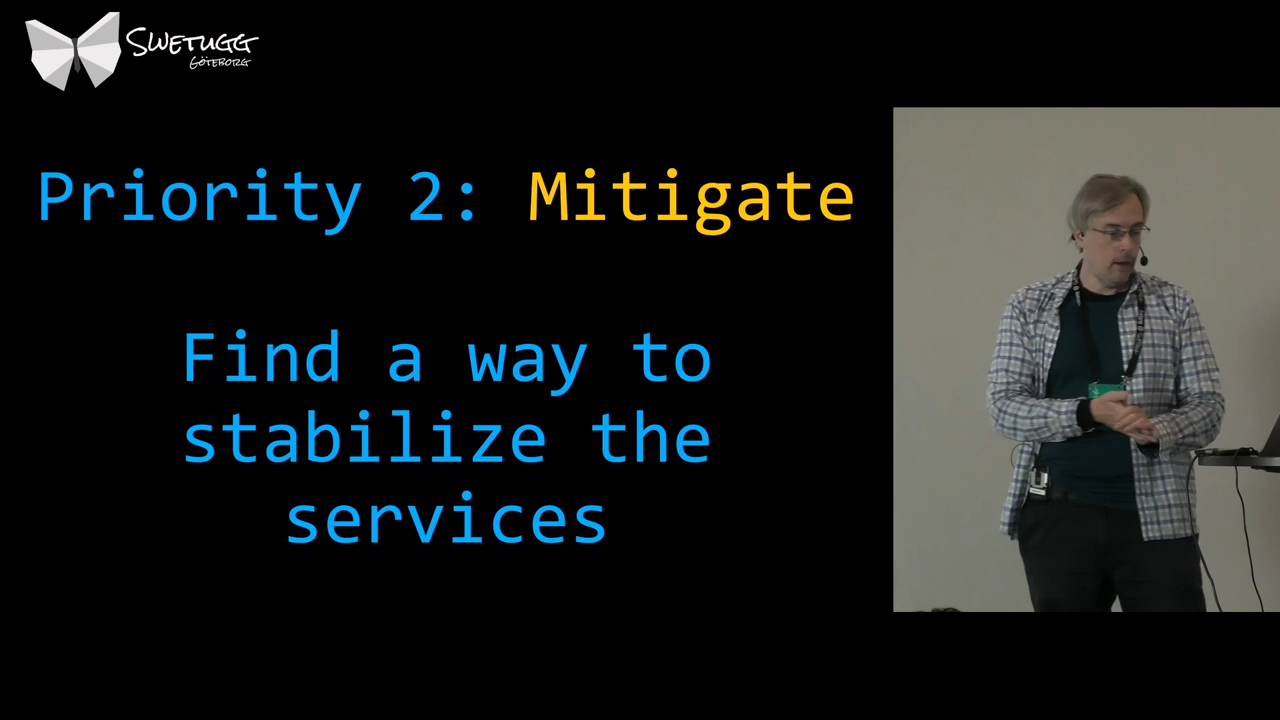 Swetugg
Göteborg
Priority 2: Mitigate
Find a way to
stabilize the
services